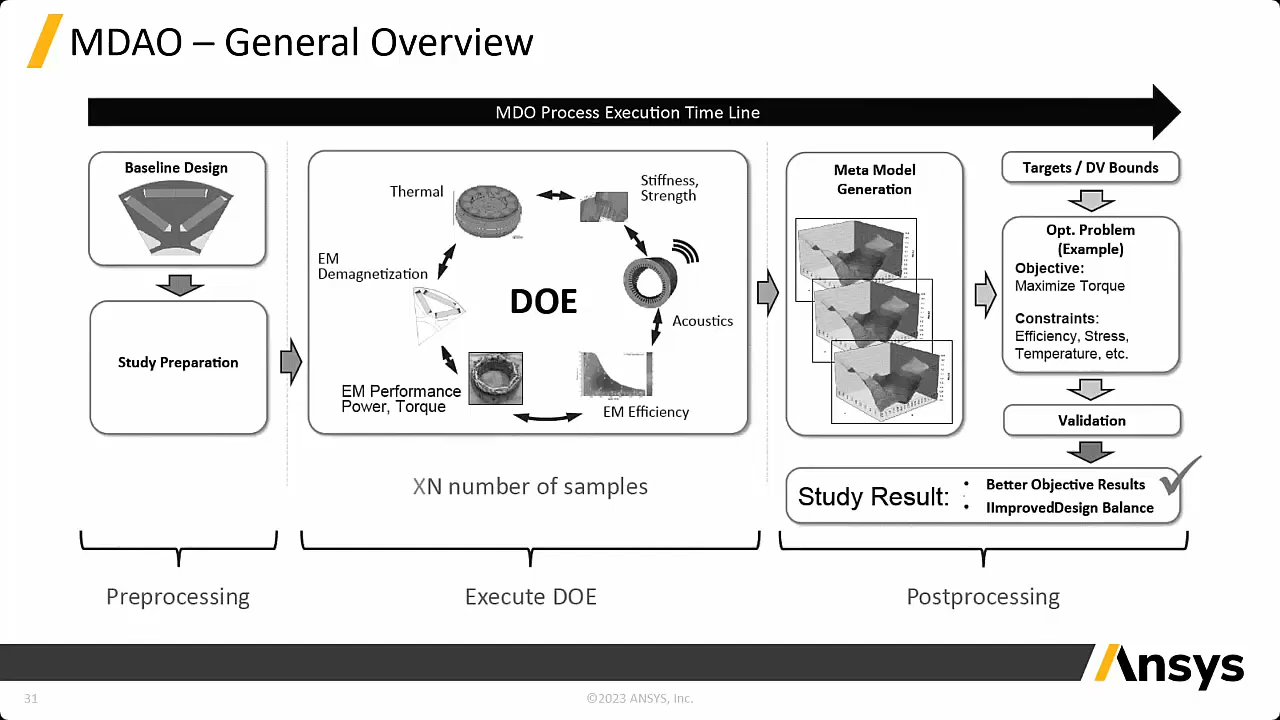 MDAO – General Overview
MDO Process Execution Time Line
Baseline Design
Study Preparation
Thermal
Stiffness,
Strength
EM
Demagnetization
DOE
Acoustics
EM Performance
Power, Torque
EM Efficiency
XN number of samples
Meta Model
Generation
Targets / DV Bounds
Opt. Problem
(Example)
Objective:
Maximize Torque
Constraints:
Efficiency, Stress,
Temperature, etc.
Validation
Study Result:
• Better Objective Results
• IImprovedDesign Balance
Preprocessing
Execute DOE
Postprocessing
Ansys
31
©2023 ANSYS, Inc.